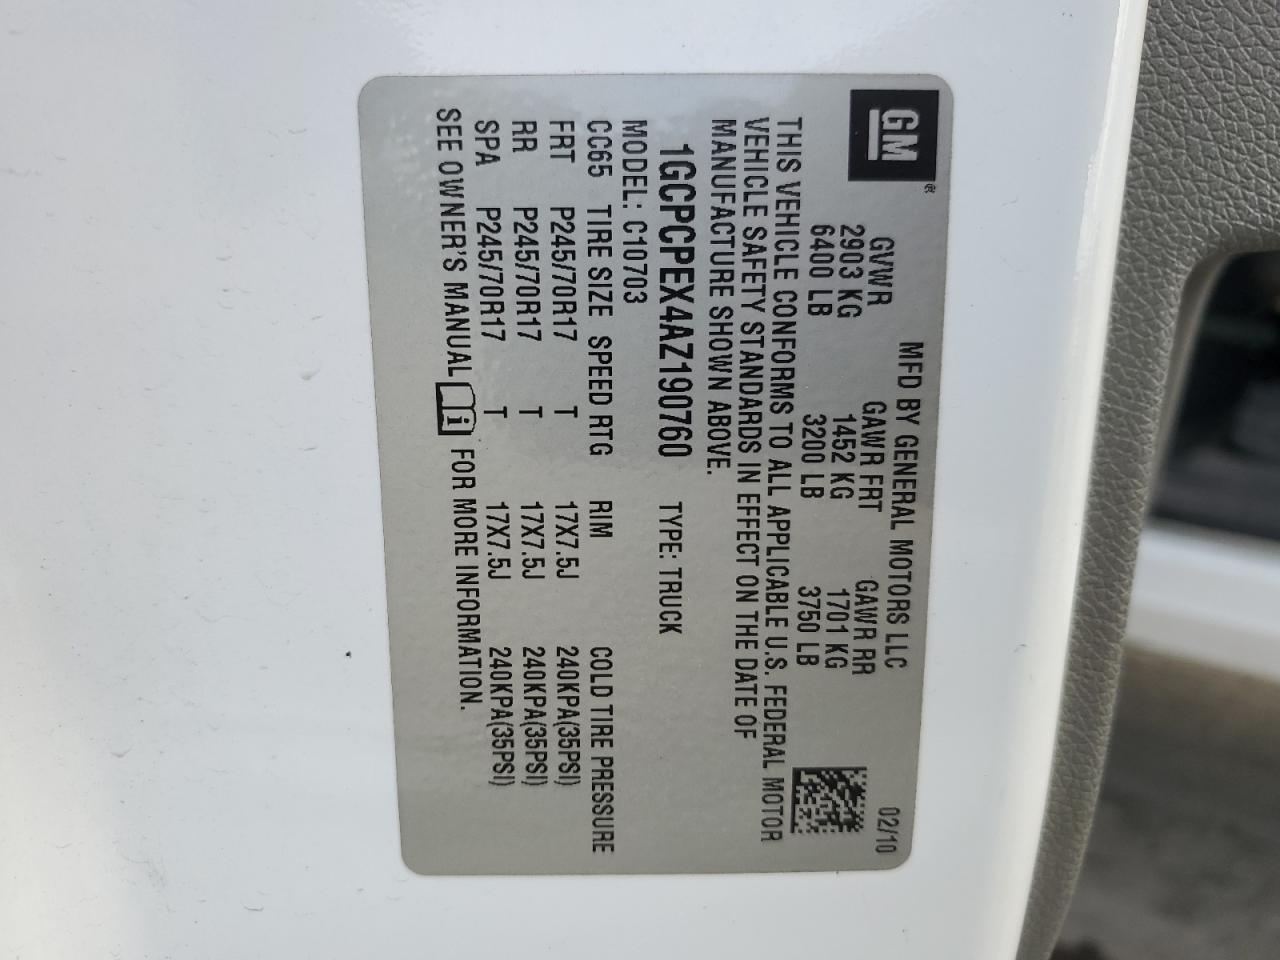 GM ®
02/10
MFD BY GENERAL MOTORS LLC
GVWR GAWR FRT GAWR RR
2903 KG 1452 KG 1701 KG
6400 LB 3200 LB 3750 LB
THIS VEHICLE CONFORMS TO ALL APPLICABLE U.S. FEDERAL MOTOR
VEHICLE SAFETY STANDARDS IN EFFECT ON THE DATE OF
MANUFACTURE SHOWN ABOVE.
1GCPCPEX4AZ190760 TYPE: TRUCK
MODEL: C10703
CC65 TIRE SIZE SPEED RTG RIM COLD TIRE PRESSURE
FRT P245/70R17 T 17X7.5J 240KPA(35PSI)
RR P245/70R17 T 17X7.5J 240KPA(35PSI)
SPA P245/70R17 T 17X7.5J 240KPA(35PSI)
SEE OWNER'S MANUAL i FOR MORE INFORMATION.